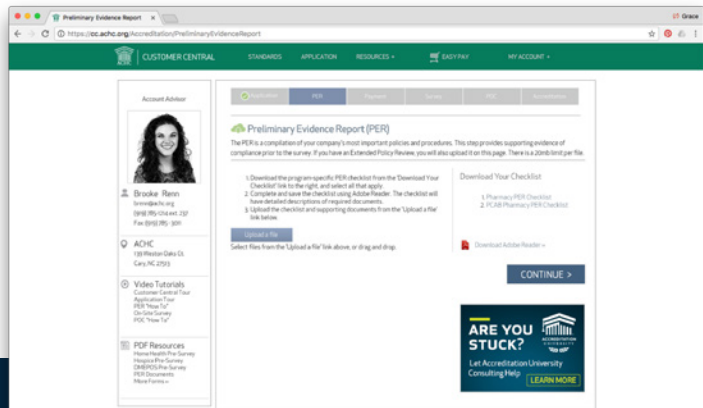 Preliminary Evidence Report
Grace
https://cc.achc.org/Accreditation/PreliminaryEvidenceReport
ACHC
CUSTOMER CENTRAL
STANDARDS
APPLICATION
RESOURCES
EASY PAY
MY ACCOUNT
Account Advisor
Brooke Renn
Fax: (919) 785-3011
ACHC
139 Weston Oaks Ct
Cary, NC 27513
Video Tutorials
Customer Central Tour
Application Tour
PER "How To"
On-Site Survey
POC "How To"
PDF Resources
Home Health Pre-Survey
Hospice Pre-Survey
DMEPOS Pre-Survey
PER Documents
More Forms »
Application
PER
Payment
Survey
Accreditation
Preliminary Evidence Report (PER)
The PER is a compilation of your company's most important policies and procedures. This step provides supporting evidence of
compliance prior to the survey. If you have an Extended Policy Review, you will also upload it on this page. There is a 20mb limit per file.
1. Download the program-specific PER checklist from the 'Download Your
Checklist' link to the right, and select all that apply.
2. Complete and save the checklist using Adobe Reader. The checklist will
have detailed descriptions of required documents.
3. Upload the checklist and supporting documents from the 'Upload a file'
link below.
Upload a file
Select files from the 'Upload a file' link above, or drag and drop.
Download Your Checklist
1. Pharmacy PER Checklist
2. PCAB Pharmacy PER Checklist
Download Adobe Reader »
CONTINUE >
ARE YOU
STUCK?
ACCREDITATION
UNIVERSITY
Let Accreditation University
Consulting Help
LEARN MORE